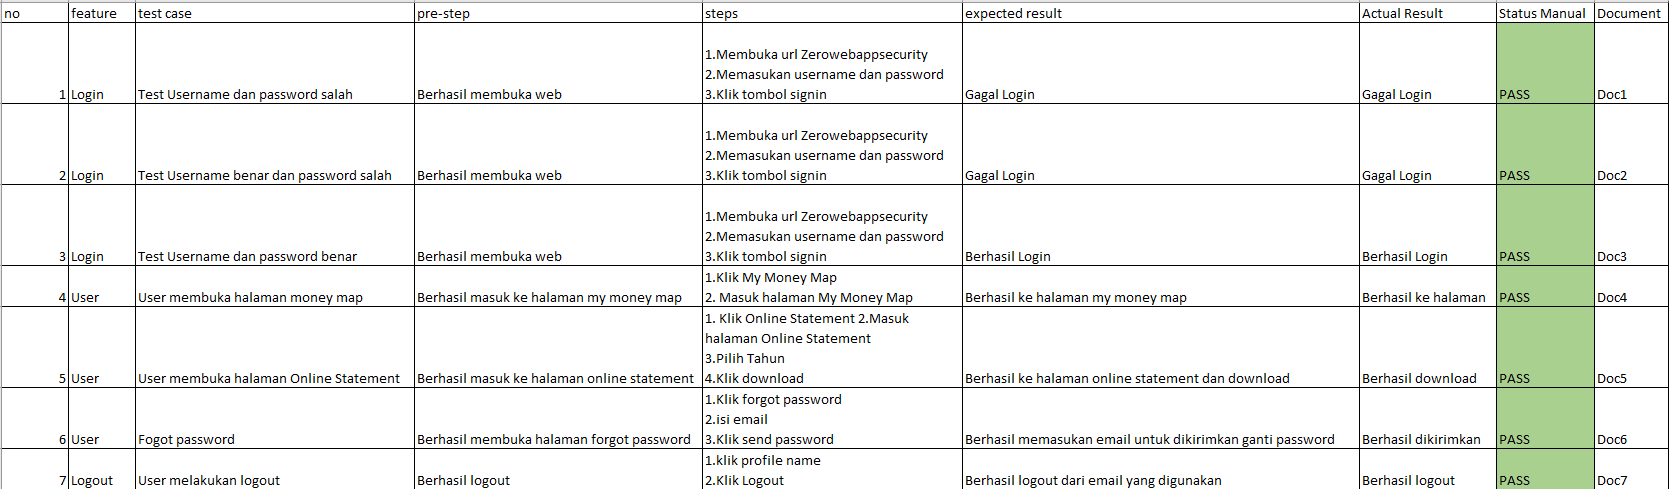 no feature test case pre-step steps expected result Actual Result Status Manual Document
1.Membuka url Zerowebappsecurity
2.Memasukan username dan password
1 Login Test Username dan password salah Berhasil membuka web 3.Klik tombol signin Gagal Login Gagal Login PASS Doc1
1.Membuka url Zerowebappsecurity
2.Memasukan username dan password
2 Login Test Username benar dan password salah Berhasil membuka web 3.Klik tombol signin Gagal Login Gagal Login PASS Doc2
1.Membuka url Zerowebappsecurity
2.Memasukan username dan password
3 Login Test Username dan password benar Berhasil membuka web 3.Klik tombol signin Berhasil Login Berhasil Login PASS Doc3
1.Klik My Money Map
4 User User membuka halaman money map Berhasil masuk ke halaman my money map 2. Masuk halaman My Money Map Berhasil ke halaman my money map Berhasil ke halaman PASS Doc4
1. Klik Online Statement 2.Masuk
halaman Online Statement
3.Pilih Tahun
5 User User membuka halaman Online Statement Berhasil masuk ke halaman online statement 4.Klik download Berhasil ke halaman online statement dan download Berhasil download PASS Doc5
1.Klik forgot password
2.isi email
6 User Fogot password Berhasil membuka halaman forgot password 3.Klik send password Berhasil memasukan email untuk dikirimkan ganti password Berhasil dikirimkan PASS Doc6
1.klik profile name
7 Logout User melakukan logout Berhasil logout 2.Klik Logout Berhasil logout dari email yang digunakan Berhasil logout PASS Doc7